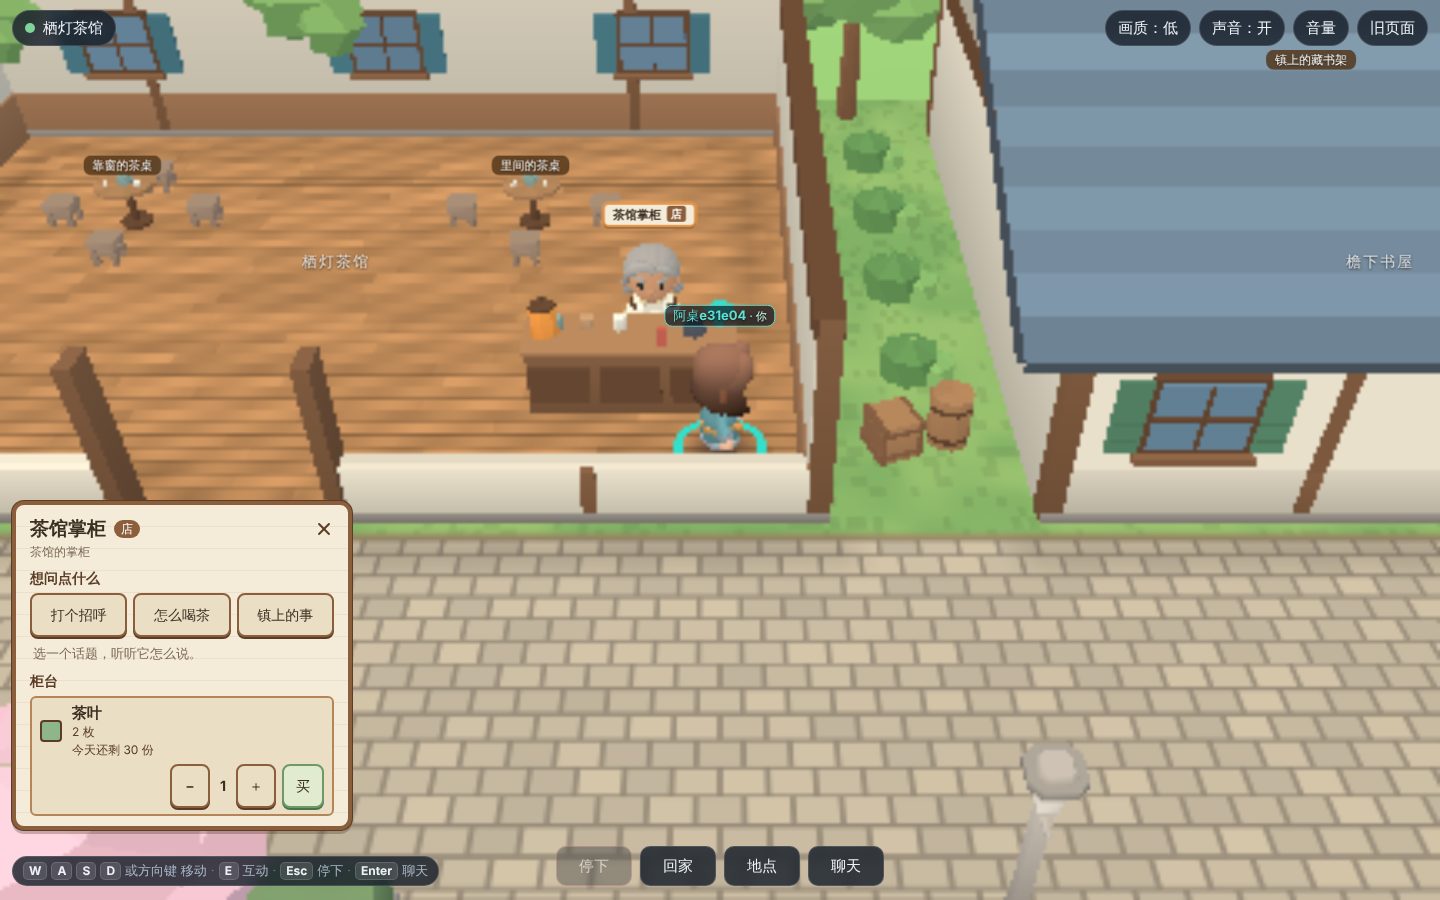 栖灯茶馆
画质：低
声音：开
音量
旧页面
镇上的藏书架
靠窗的茶桌
里间的茶桌
茶馆掌柜 店
栖灯茶馆
檐下书屋
阿桌e31e04 · 你
茶馆掌柜 店
茶馆的掌柜
想问点什么
打个招呼
怎么喝茶
镇上的事
选一个话题，听听它怎么说。
柜台
茶叶
2 枚
今天还剩 30 份
− 1 + 买
W A S D 或方向键 移动 · E 互动 · Esc 停下 · Enter 聊天
停下
回家
地点
聊天